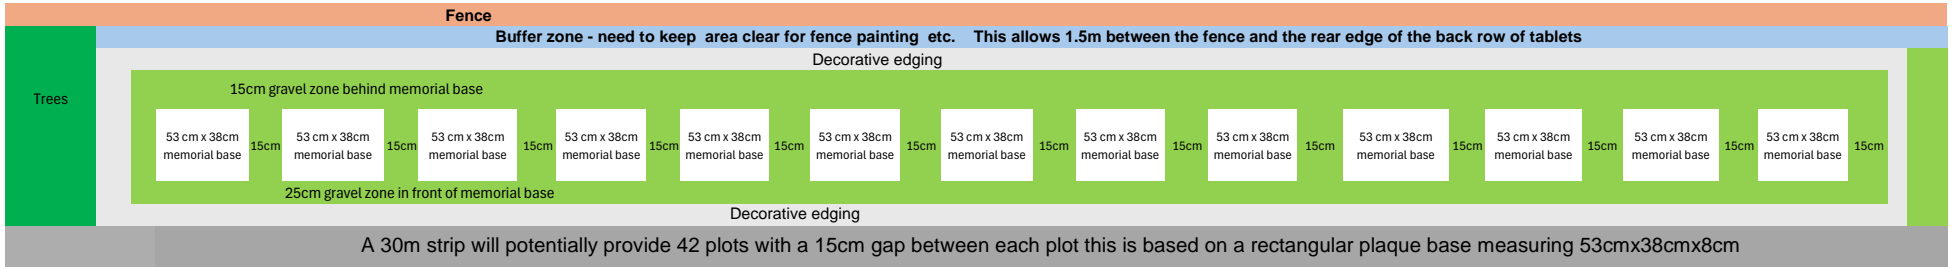 Fence
Buffer zone - need to keep area clear for fence painting etc. This allows 1.5m between the fence and the rear edge of the back row of tablets
Decorative edging
Trees
15cm gravel zone behind memorial base
53 cm x 38cm
memorial base
15cm
53 cm x 38cm
memorial base
15cm
53 cm x 38cm
memorial base
15cm
53 cm x 38cm
memorial base
15cm
53 cm x 38cm
memorial base
15cm
53 cm x 38cm
memorial base
15cm
53 cm x 38cm
memorial base
15cm
53 cm x 38cm
memorial base
15cm
53 cm x 38cm
memorial base
15cm
53 cm x 38cm
memorial base
15cm
53 cm x 38cm
memorial base
15cm
53 cm x 38cm
memorial base
15cm
53 cm x 38cm
memorial base
15cm
25cm gravel zone in front of memorial base
Decorative edging
A 30m strip will potentially provide 42 plots with a 15cm gap between each plot this is based on a rectangular plaque base measuring 53cmx38cmx8cm